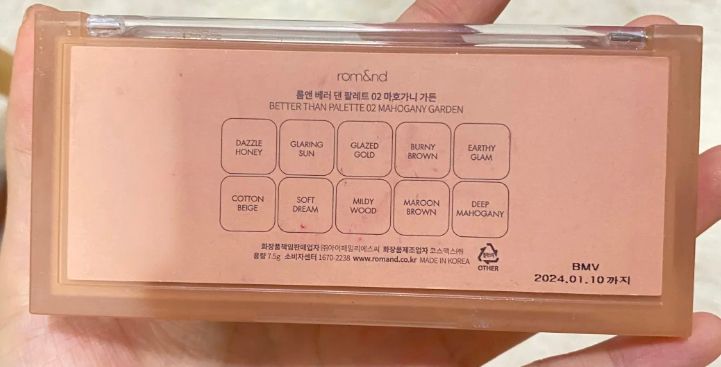 rom&nd
롬앤 베러 댄 팔레트 02 마호가니 가든
BETTER THAN PALETTE 02 MAHOGANY GARDEN
DAZZLE
HONEY
GLARING
SUN
GLAZED
GOLD
BURNY
BROWN
EARTHY
GLAM
COTTON
BEIGE
SOFT
DREAM
MILDY
WOOD
MAROON
BROWN
DEEP
MAHOGANY
화장품책임판매업자 ㈜아이패밀리에스씨 화장품제조업자 코스맥스㈜
용량 7.5g 소비자센터 1670-2238 www.romand.co.kr MADE IN KOREA
OTHER
BMV
2024.01.10 까지